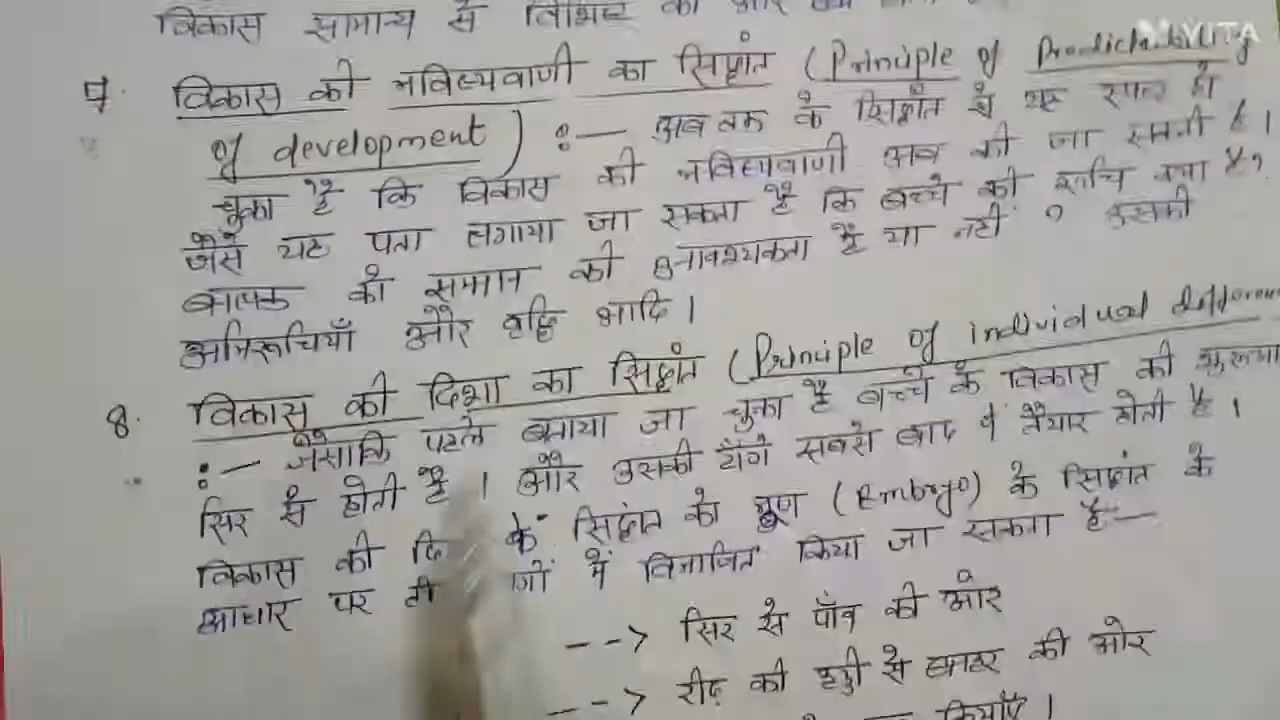 विकास सामान्य से विशिष्ट की ओर
VITA
7. विकास की भविष्यवाणी का सिद्धांत (Principle of Predictability
of development) :— अब तक के सिद्धांत से यह स्पष्ट हो
चुका है कि विकास की भविष्यवाणी अब की जा सकती है।
जैसे यह पता लगाया जा सकता है कि बच्चे की रूचि क्या है?
बालक को सम्मान की आवश्यकता है या नहीं ? उसकी
अभिरूचियाँ और वृद्धि आदि।
8. विकास की दिशा का सिद्धांत (Principle of individual differen
:— जैसाकि पहले बताया जा चुका है बच्चे के विकास की शुरूआ
सिर से होती है। और उसकी टाँगे सबसे बाद में तैयार होती है।
विकास की दि के सिद्धांत को भ्रूण (Embryo) के सिद्धांत के
आधार पर दो गों में विभाजित किया जा सकता है:—
--> सिर से पाँव की ओर
--> रीढ़ की हड्डी से बाहर की ओर
क्रियाएँ।